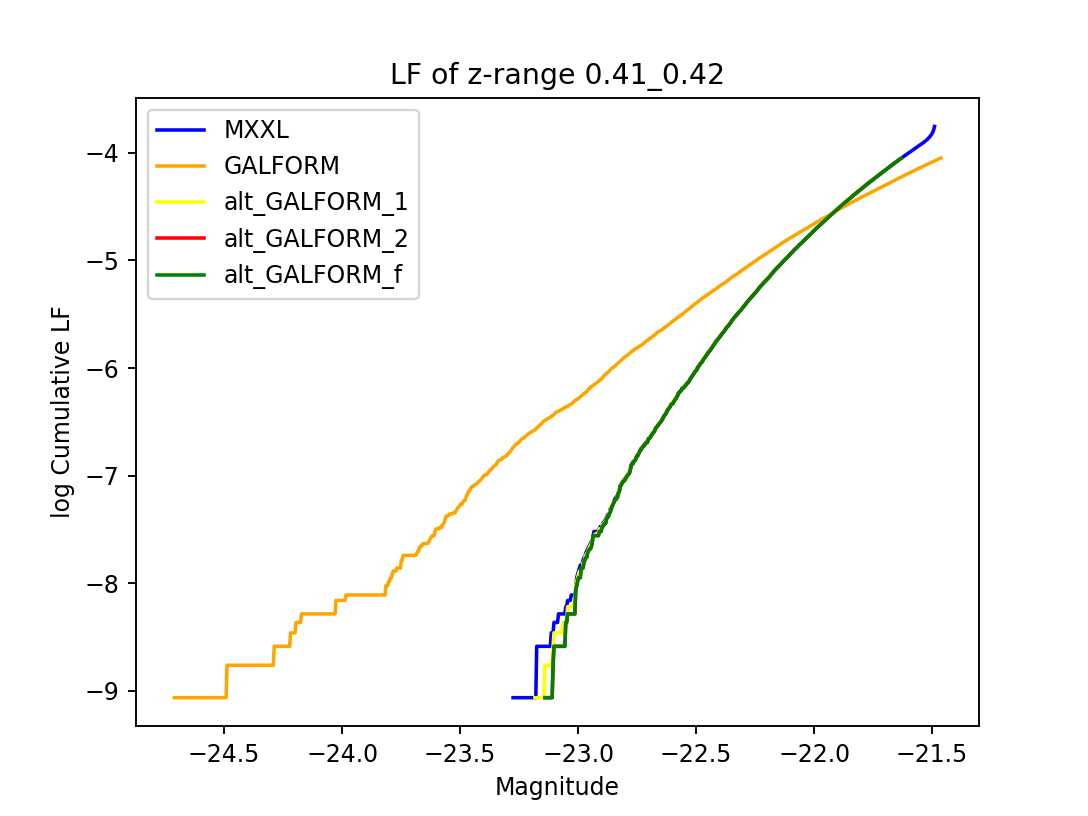 LF of z-range 0.41_0.42
MXXL
GALFORM
alt_GALFORM_1
alt_GALFORM_2
alt_GALFORM_f
log Cumulative LF
−4
−5
−6
−7
−8
−9
−24.5 −24.0 −23.5 −23.0 −22.5 −22.0 −21.5
Magnitude